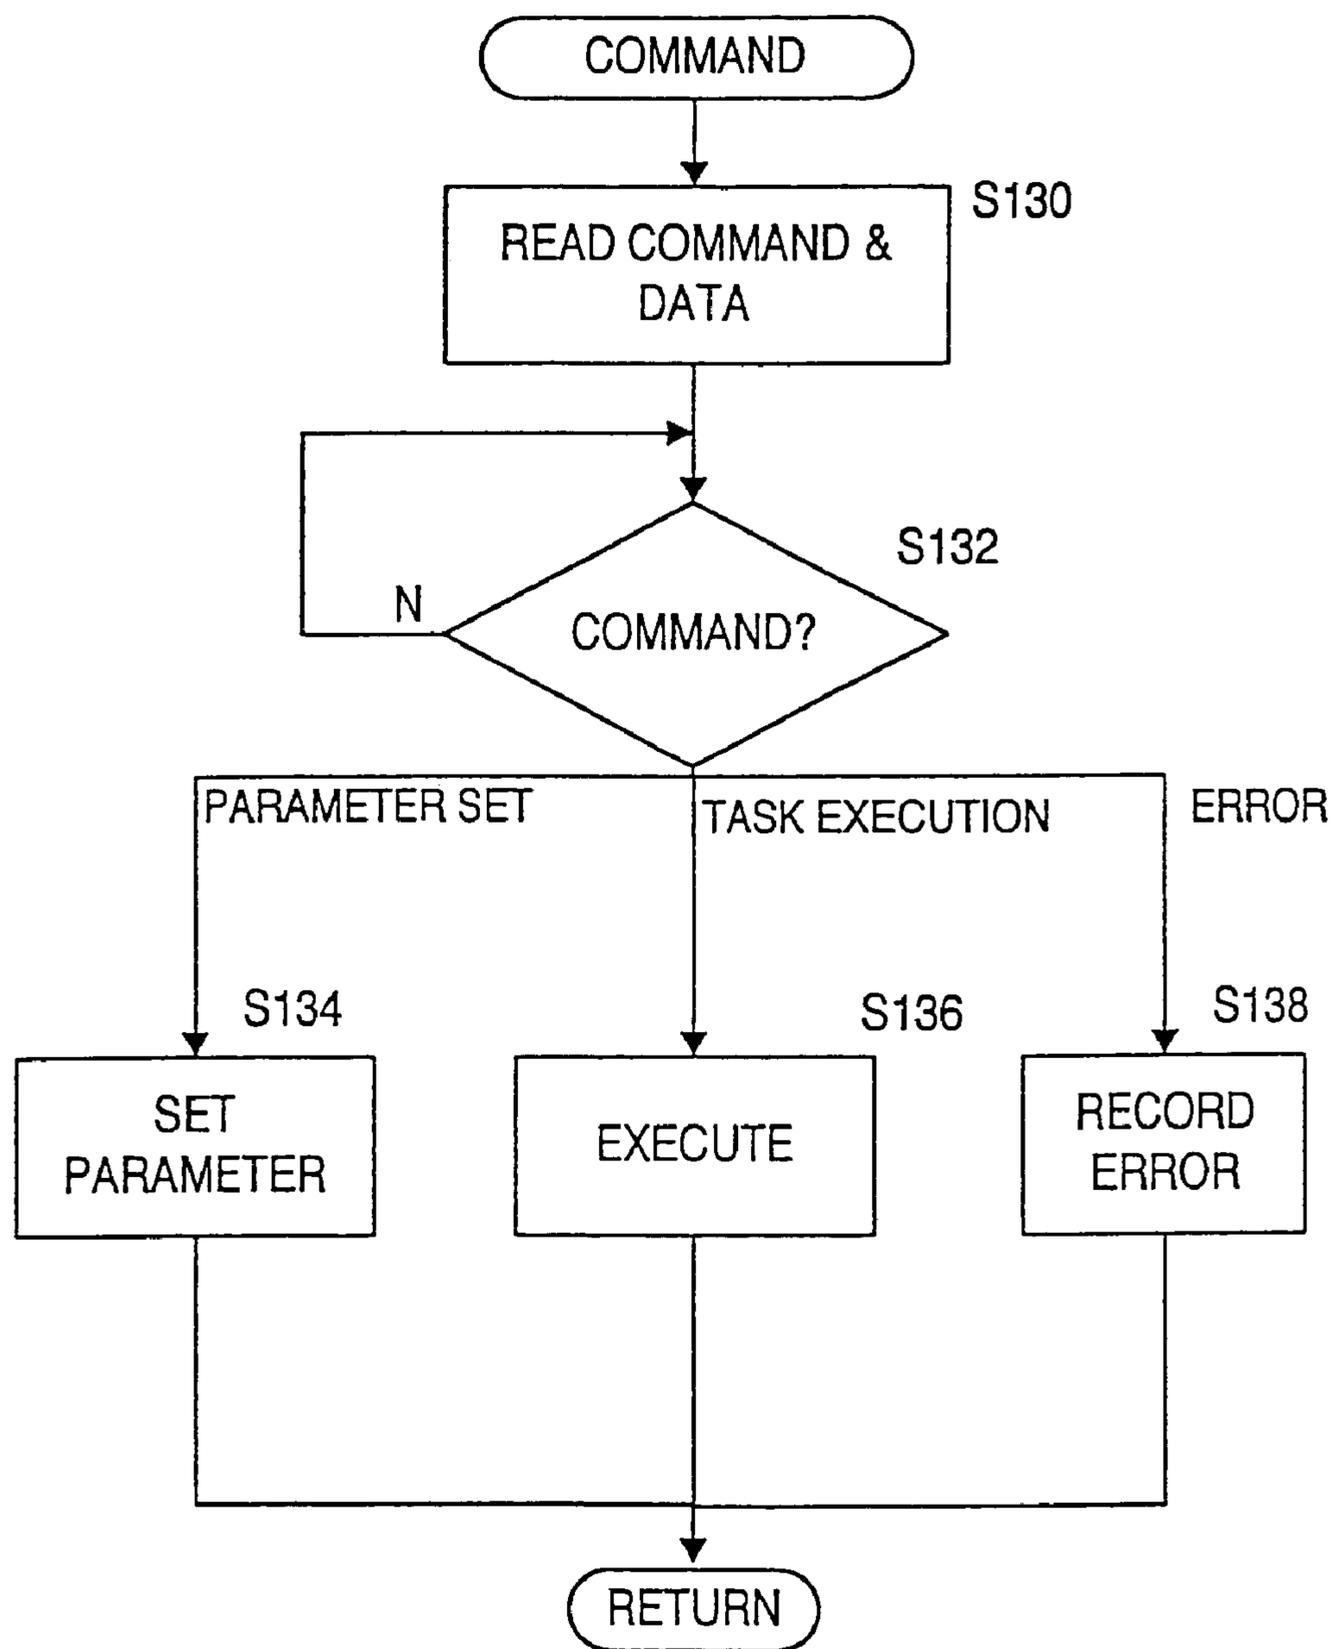 COMMAND
S130
READ COMMAND &
DATA
S132
N
COMMAND?
PARAMETER SET
TASK EXECUTION
ERROR
S134
S136
S138
SET
PARAMETER
EXECUTE
RECORD
ERROR
RETURN